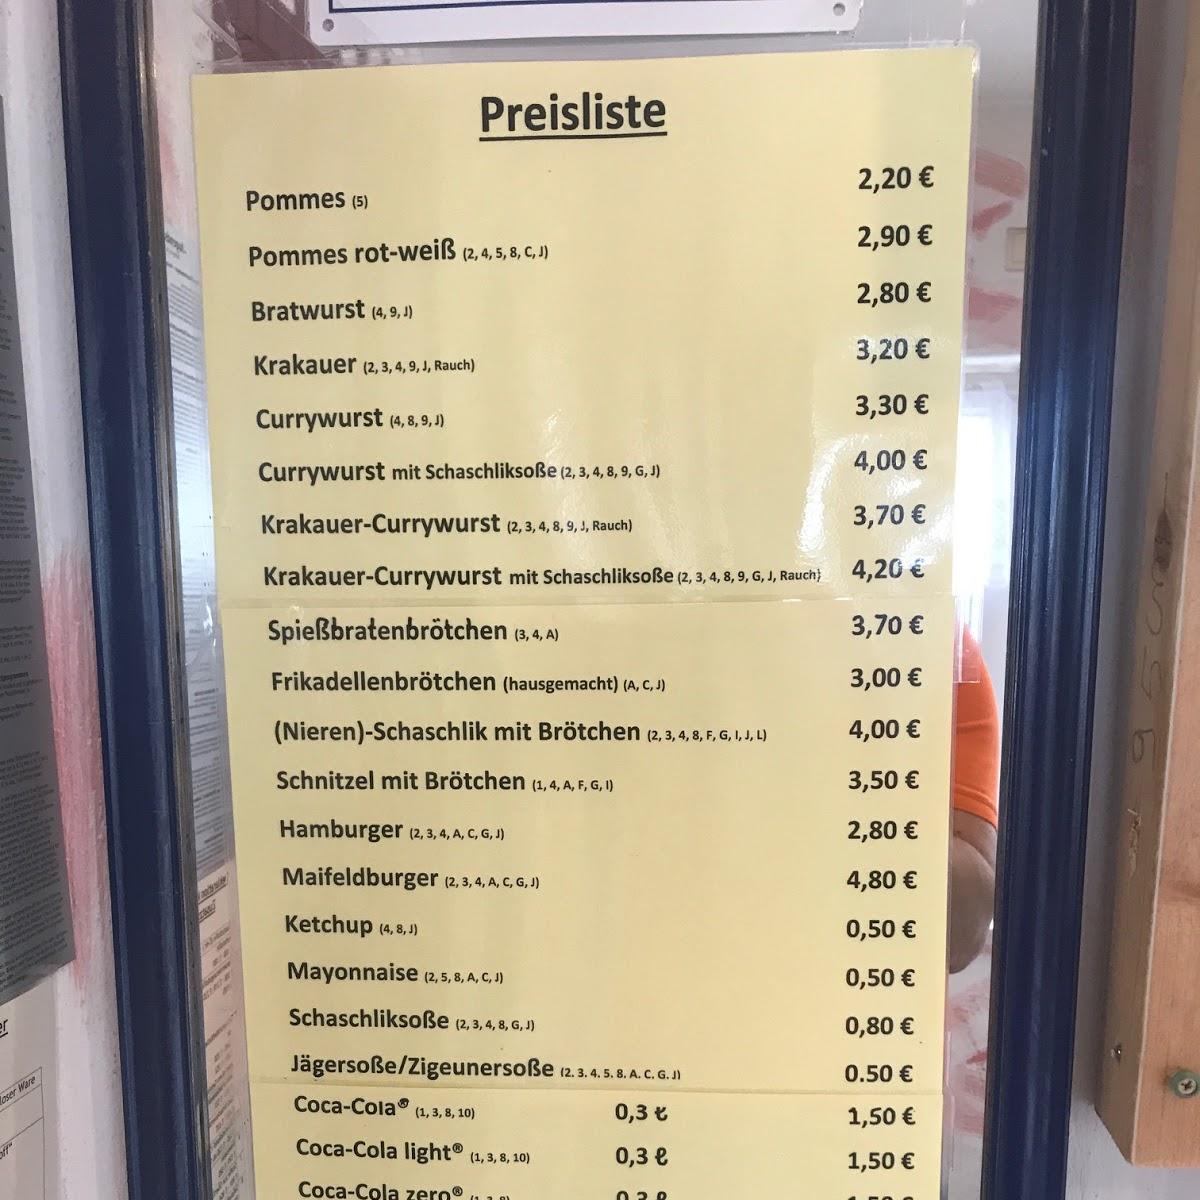 Preisliste
Pommes (5) 2,20 €
Pommes rot-weiß (2, 4, 5, 8, C, J) 2,90 €
Bratwurst (4, 9, J) 2,80 €
Krakauer (2, 3, 4, 9, J, Rauch) 3,20 €
Currywurst (4, 8, 9, J) 3,30 €
Currywurst mit Schaschliksoße (2, 3, 4, 8, 9, G, J) 4,00 €
Krakauer-Currywurst (2, 3, 4, 8, 9, J, Rauch) 3,70 €
Krakauer-Currywurst mit Schaschliksoße (2, 3, 4, 8, 9, G, J, Rauch) 4,20 €
Spießbratenbrötchen (3, 4, A) 3,70 €
Frikadellenbrötchen (hausgemacht) (A, C, J) 3,00 €
(Nieren)-Schaschlik mit Brötchen (2, 3, 4, 8, F, G, I, J, L) 4,00 €
Schnitzel mit Brötchen (1, 4, A, F, G, I) 3,50 €
Hamburger (2, 3, 4, A, C, G, J) 2,80 €
Maifeldburger (2, 3, 4, A, C, G, J) 4,80 €
Ketchup (4, 8, J) 0,50 €
Mayonnaise (2, 5, 8, A, C, J) 0,50 €
Schaschliksoße (2, 3, 4, 8, G, J) 0,80 €
Jägersoße/Zigeunersoße (2. 3. 4. 5. 8. A. C. G. J) 0.50 €
Coca-Cola® (1, 3, 8, 10) 0,3 ℓ 1,50 €
Coca-Cola light® (1, 3, 8, 10) 0,3 ℓ 1,50 €
Coca-Cola zero®
loser Ware